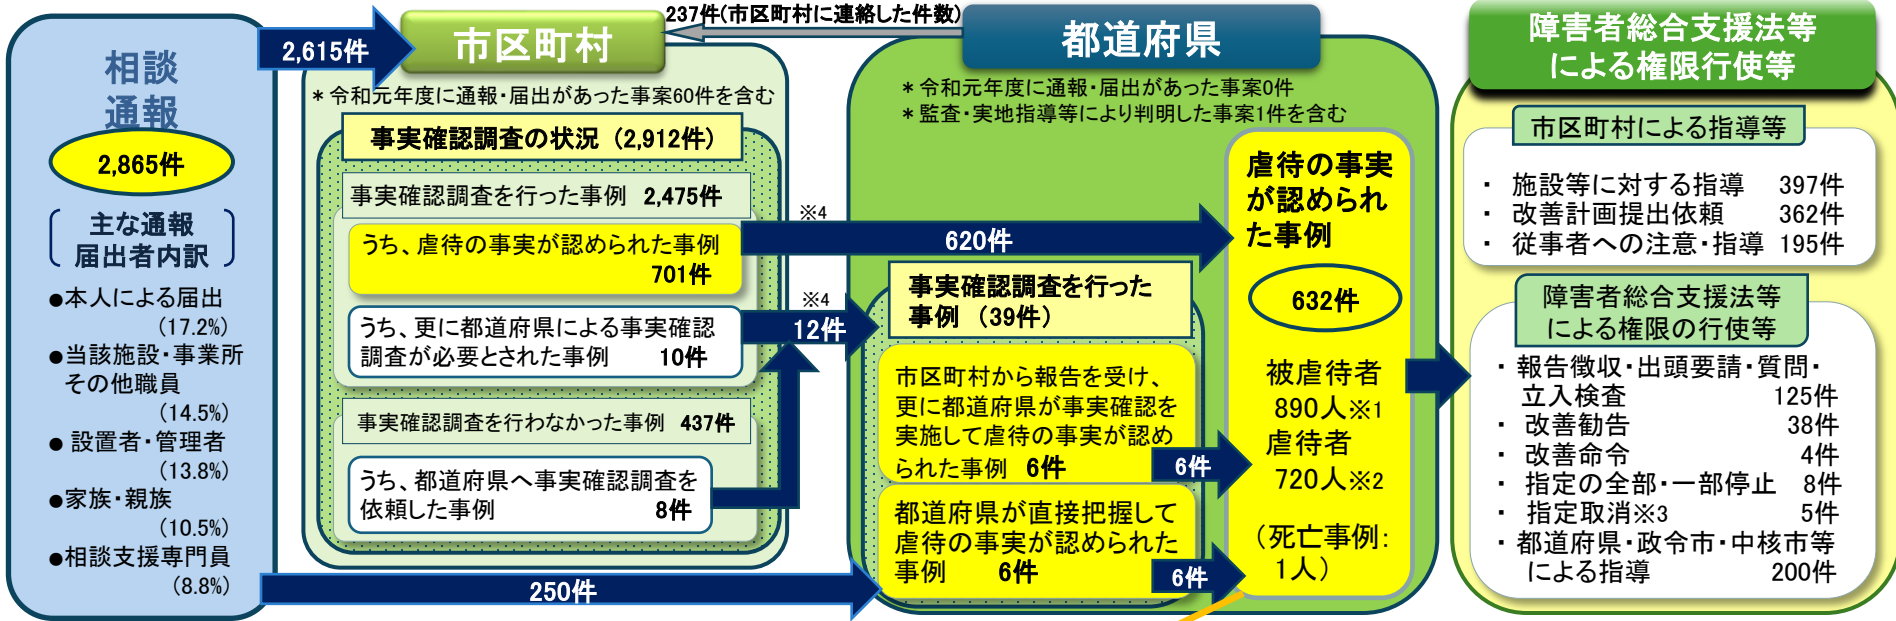 相談
通報
2,865件
主な通報
届出者内訳
●本人による届出
(17.2%)
●当該施設・事業所
その他職員
(14.5%)
● 設置者・管理者
(13.8%)
●家族・親族
(10.5%)
●相談支援専門員
(8.8%)
2,615件
250件
市区町村
237件(市区町村に連絡した件数)
＊令和元年度に通報・届出があった事案60件を含む
事実確認調査の状況 (2,912件)
事実確認調査を行った事例 2,475件
うち、虐待の事実が認められた事例
701件
うち、更に都道府県による事実確認
調査が必要とされた事例 10件
事実確認調査を行わなかった事例 437件
うち、都道府県へ事実確認調査を
依頼した事例 8件
※4
620件
※4
12件
都道府県
＊令和元年度に通報・届出があった事案0件
＊監査・実地指導等により判明した事案1件を含む
事実確認調査を行った
事例 (39件)
市区町村から報告を受け、
更に都道府県が事実確認を
実施して虐待の事実が認め
られた事例 6件
6件
都道府県が直接把握して
虐待の事実が認められた
事例 6件
6件
虐待の事実
が認められ
た事例
632件
被虐待者
890人※1
虐待者
720人※2
(死亡事例:
1人)
障害者総合支援法等
による権限行使等
市区町村による指導等
・ 施設等に対する指導 397件
・ 改善計画提出依頼 362件
・ 従事者への注意・指導 195件
障害者総合支援法等
による権限の行使等
・ 報告徴収・出頭要請・質問・
立入検査 125件
・ 改善勧告 38件
・ 改善命令 4件
・ 指定の全部・一部停止 8件
・ 指定取消※3 5件
・ 都道府県・政令市・中核市等
による指導 200件